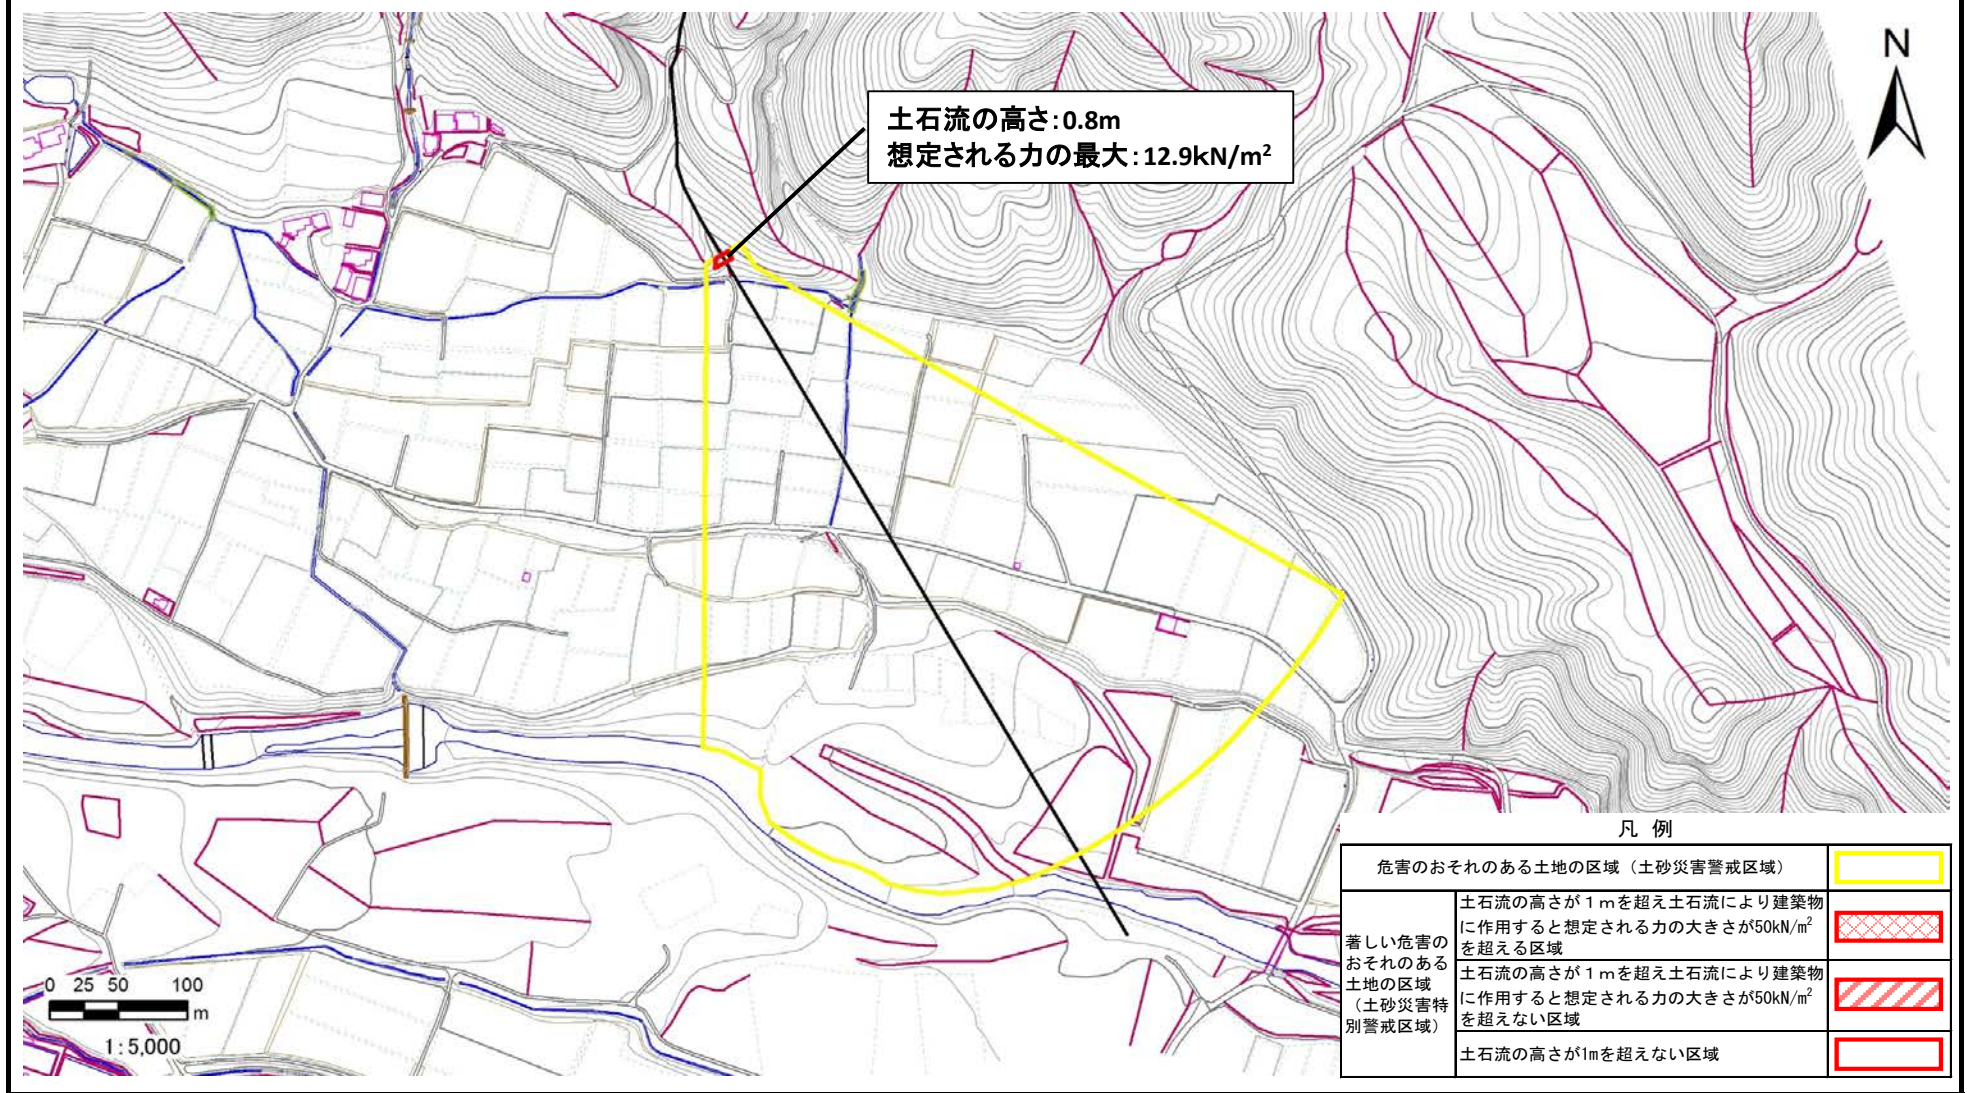 N
土石流の高さ:0.8m
想定される力の最大:12.9kN/m²
0 25 50 100
m
1:5,000
凡 例
危害のおそれのある土地の区域（土砂災害警戒区域）
著しい危害の
おそれのある
土地の区域
（土砂災害特
別警戒区域）
土石流の高さが１ｍを超え土石流により建築物
に作用すると想定される力の大きさが50kN/m²
を超える区域
土石流の高さが１ｍを超え土石流により建築物
に作用すると想定される力の大きさが50kN/m²
を超えない区域
土石流の高さが1mを超えない区域